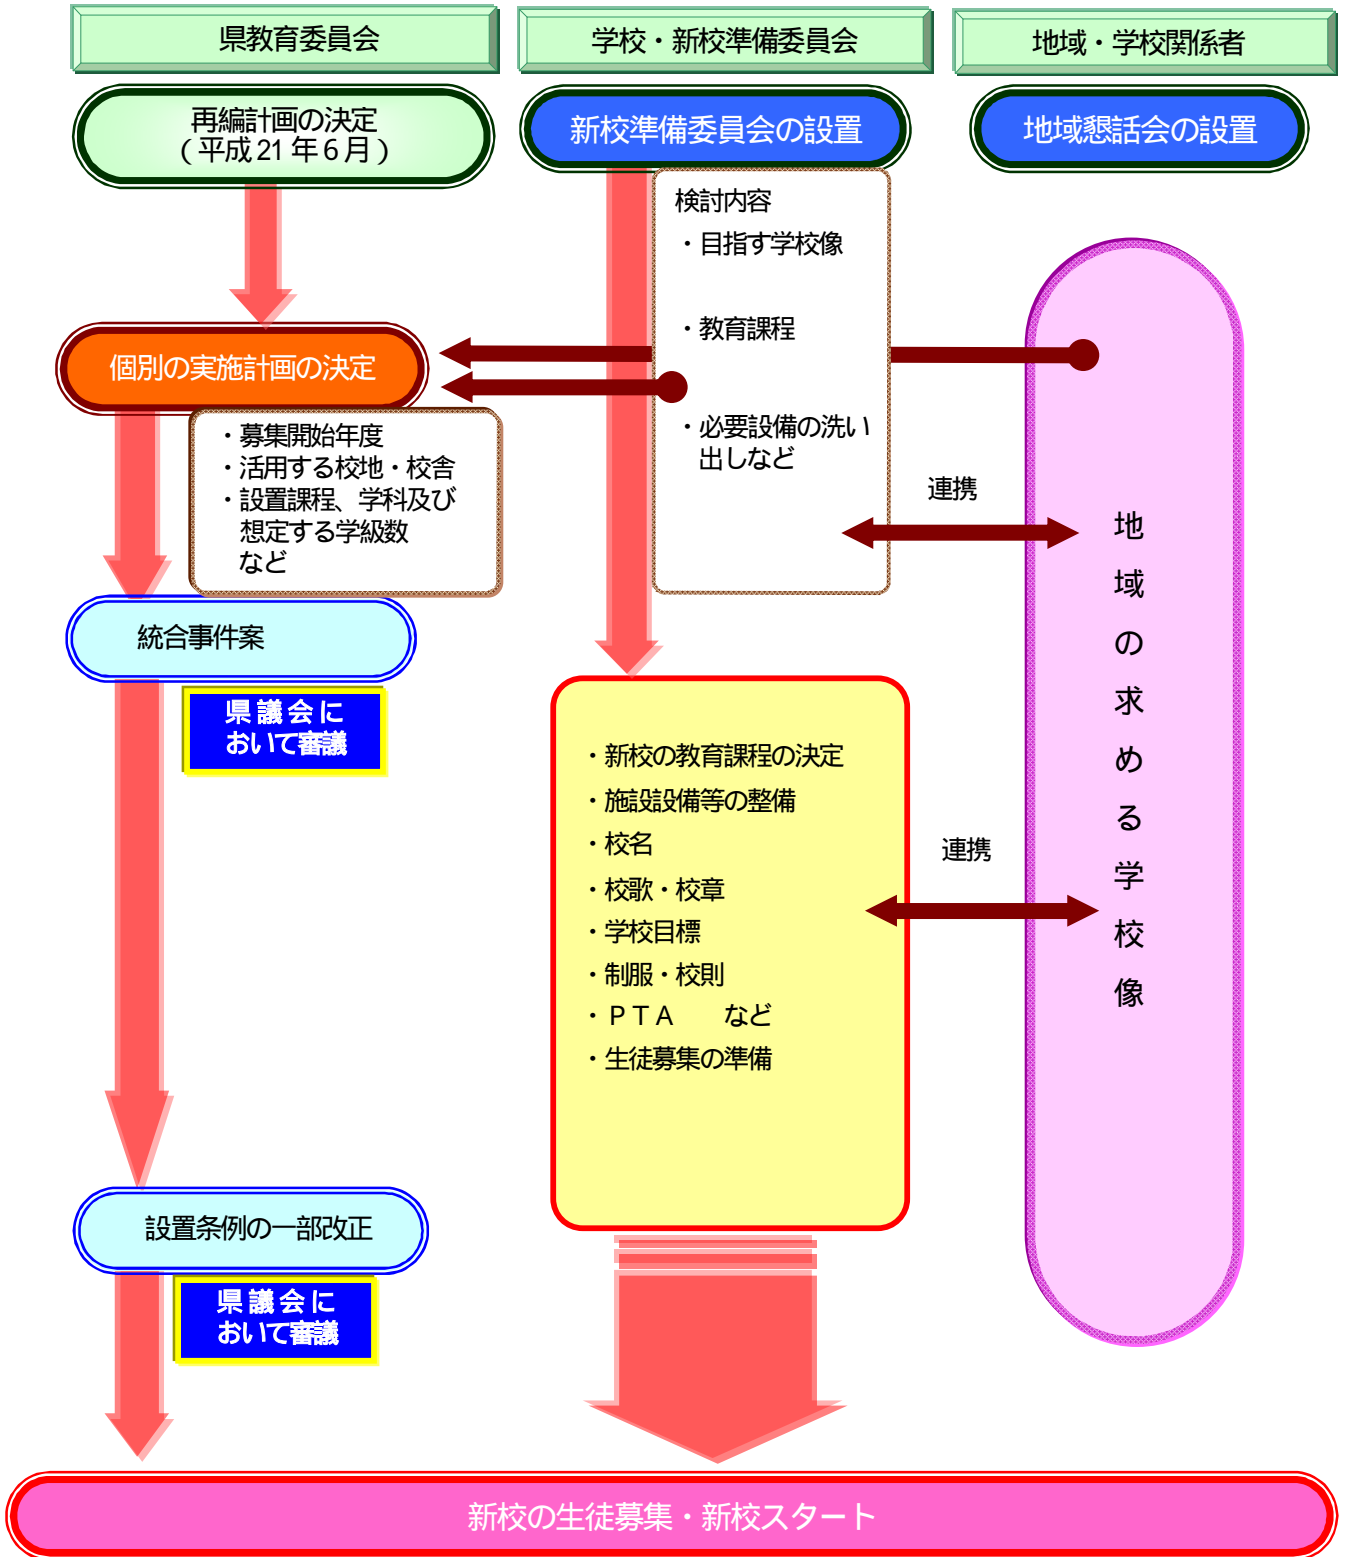 県教育委員会
学校・新校準備委員会
地域・学校関係者
再編計画の決定
（平成21年6月）
新校準備委員会の設置
地域懇話会の設置
検討内容
・目指す学校像
・教育課程
・必要設備の洗い
出しなど
個別の実施計画の決定
・募集開始年度
・活用する校地・校舎
・設置課程、学科及び
想定する学級数
など
連携
地域の求める学校像
統合事件案
県議会に
おいて審議
・新校の教育課程の決定
・施設設備等の整備
・校名
・校歌・校章
・学校目標
・制服・校則
・ＰＴＡ　　など
・生徒募集の準備
連携
設置条例の一部改正
県議会に
おいて審議
新校の生徒募集・新校スタート